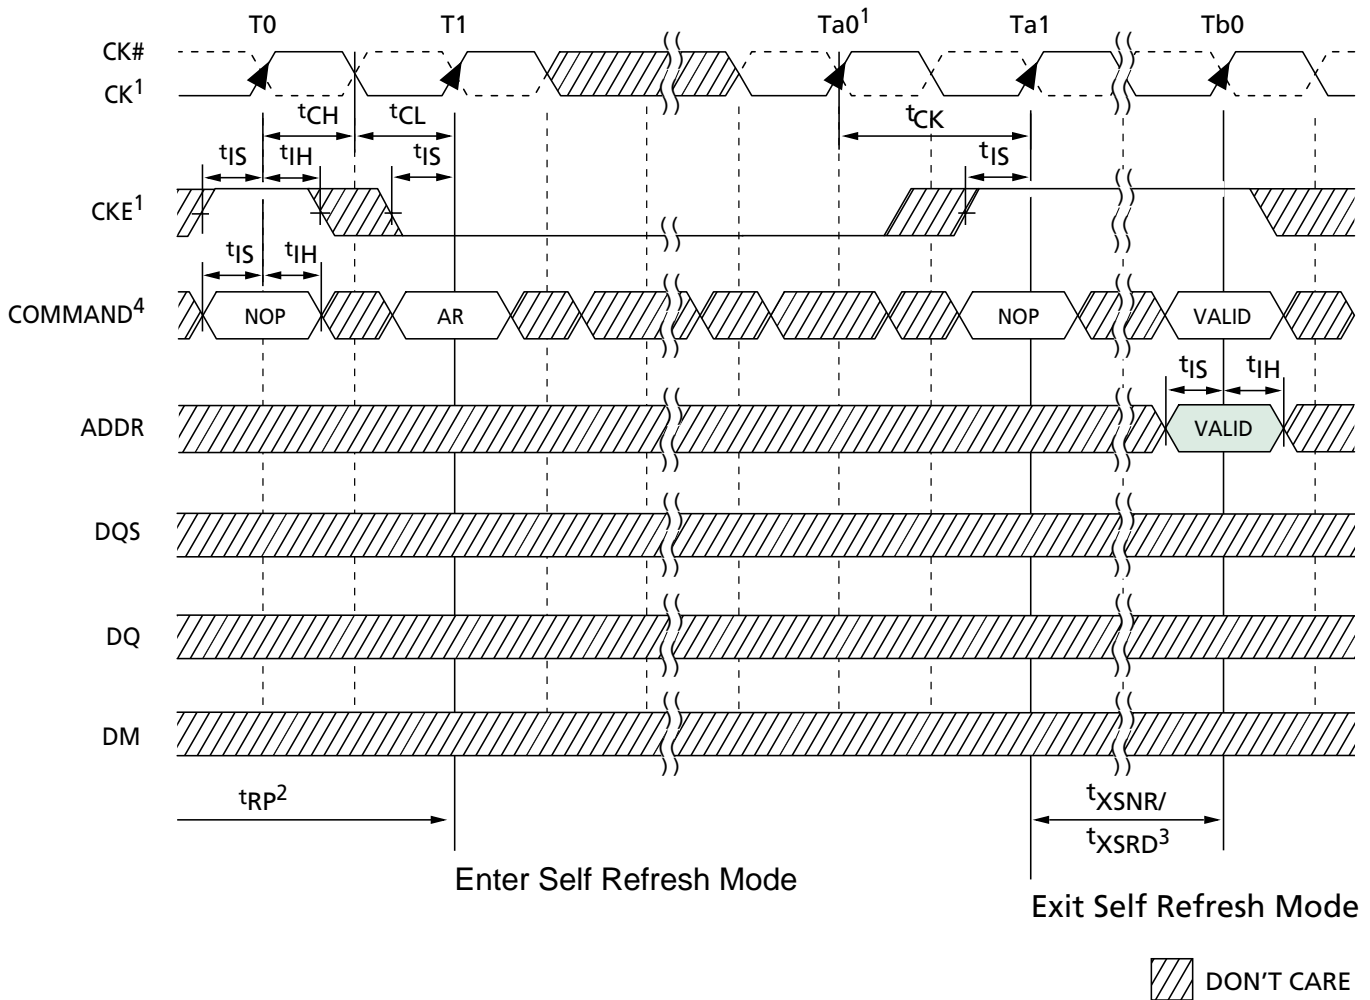 T0 T1 Ta0¹ Ta1 Tb0
CK#
CK¹
tCH tCL tCK
tIS tIH tIS tIS
CKE¹
tIS tIH
COMMAND⁴ NOP AR NOP VALID
tIS tIH
ADDR VALID
DQS
DQ
DM
tRP² tXSNR/
tXSRD³
Enter Self Refresh Mode
Exit Self Refresh Mode
DON'T CARE